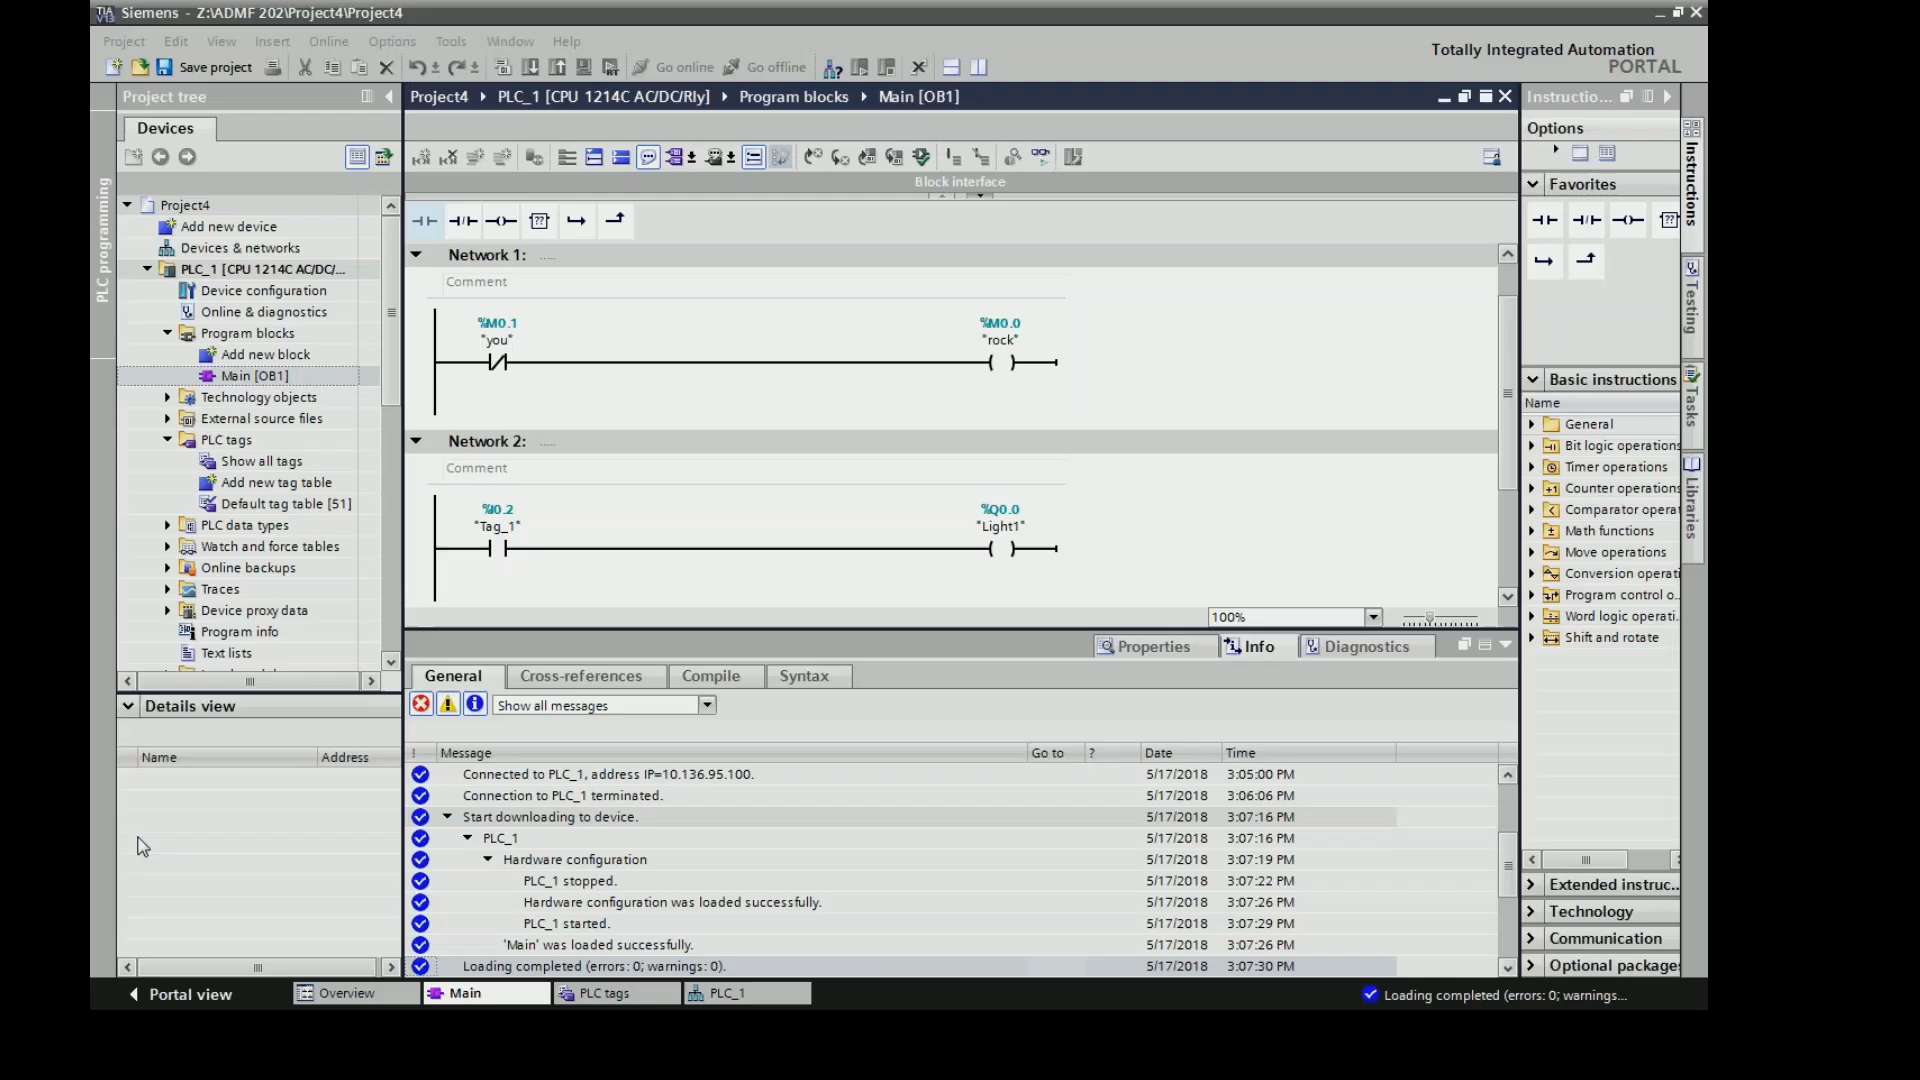 TIA V13 Siemens - Z:\ADMF 202\Project4\Project4
Project Edit View Insert Online Options Tools Window Help
Totally Integrated Automation
PORTAL
Save project Go online Go offline
Project tree
Project4 PLC_1 [CPU 1214C AC/DC/Rly] Program blocks Main [OB1]
Instructio...
Devices
Options
PLC programming
Block interface
Project4
Add new device
Devices & networks
PLC_1 [CPU 1214C AC/DC/...
Device configuration
Online & diagnostics
Program blocks
Add new block
Main [OB1]
Technology objects
External source files
PLC tags
Show all tags
Add new tag table
Default tag table [51]
PLC data types
Watch and force tables
Online backups
Traces
Device proxy data
Program info
Text lists
Details view
Name Address
??
Network 1: .....
Comment
%M0.1 %M0.0
"you" "rock"
Network 2: .....
Comment
%I0.2 %Q0.0
"Tag_1" "Light1"
100%
Properties Info Diagnostics
General Cross-references Compile Syntax
Show all messages
! Message Go to ? Date Time
Connected to PLC_1, address IP=10.136.95.100. 5/17/2018 3:05:00 PM
Connection to PLC_1 terminated. 5/17/2018 3:06:06 PM
Start downloading to device. 5/17/2018 3:07:16 PM
PLC_1 5/17/2018 3:07:16 PM
Hardware configuration 5/17/2018 3:07:19 PM
PLC_1 stopped. 5/17/2018 3:07:22 PM
Hardware configuration was loaded successfully. 5/17/2018 3:07:26 PM
PLC_1 started. 5/17/2018 3:07:29 PM
'Main' was loaded successfully. 5/17/2018 3:07:26 PM
Loading completed (errors: 0; warnings: 0). 5/17/2018 3:07:30 PM
Favorites
??
Basic instructions
Name
General
Bit logic operations
Timer operations
Counter operations
Comparator opera
Math functions
Move operations
Conversion operati
Program control o...
Word logic operati.
Shift and rotate
Extended instruc...
Technology
Communication
Optional packages
Instructions
Testing
Tasks
Libraries
Portal view Overview Main PLC tags PLC_1 Loading completed (errors: 0; warnings...